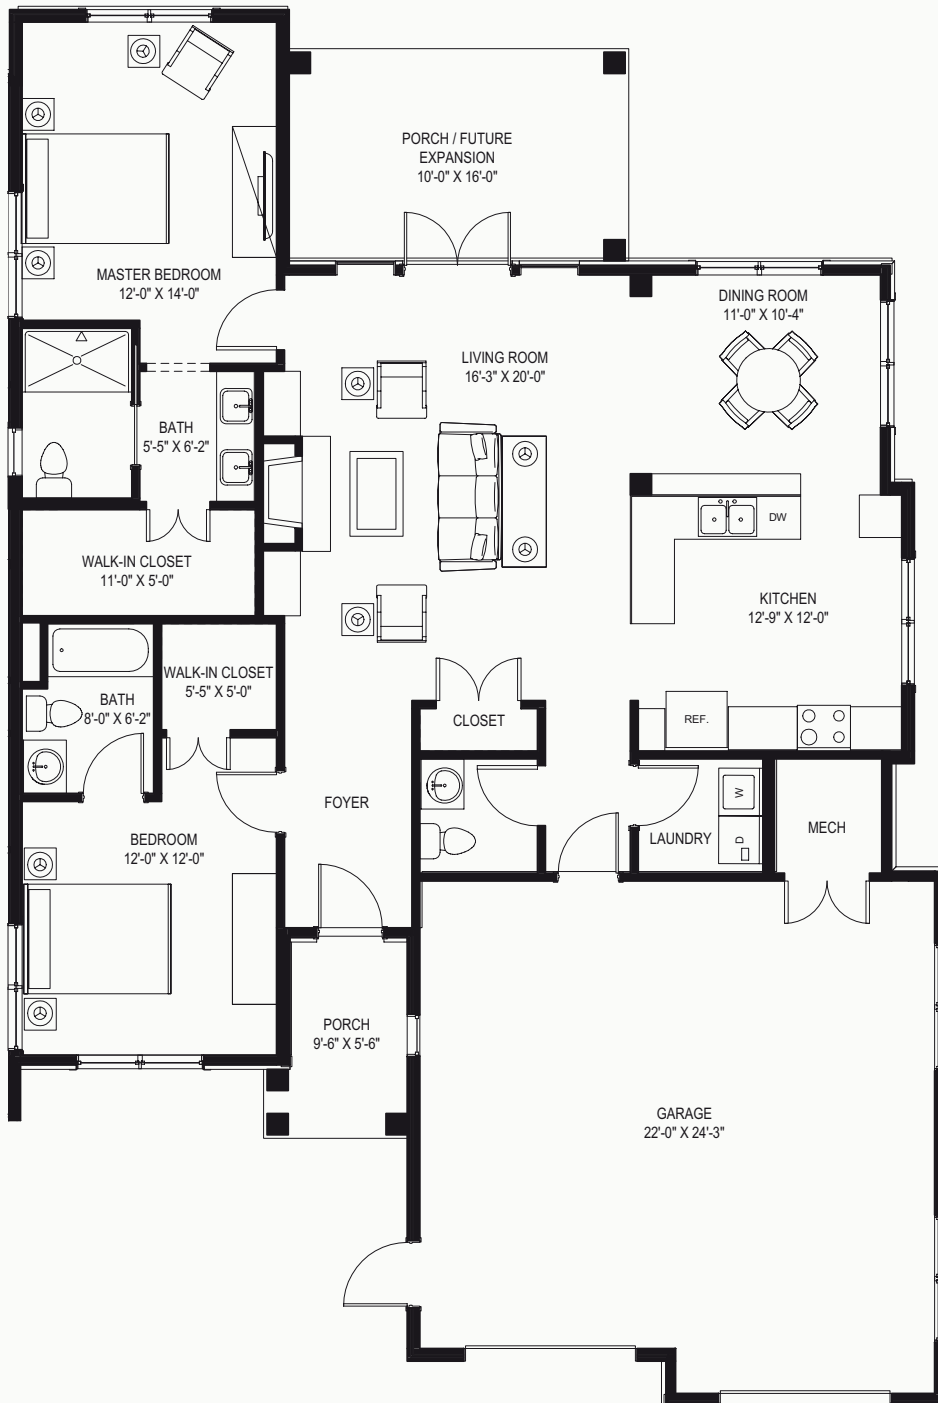 PORCH / FUTURE
EXPANSION
10'-0" X 16'-0"
MASTER BEDROOM
12'-0" X 14'-0"
DINING ROOM
11'-0" X 10'-4"
LIVING ROOM
16'-3" X 20'-0"
BATH
5'-5" X 6'-2"
DW
WALK-IN CLOSET
11'-0" X 5'-0"
KITCHEN
12'-9" X 12'-0"
WALK-IN CLOSET
5'-5" X 5'-0"
BATH
8'-0" X 6'-2"
CLOSET
REF.
FOYER
W
D
LAUNDRY
MECH
BEDROOM
12'-0" X 12'-0"
PORCH
9'-6" X 5'-6"
GARAGE
22'-0" X 24'-3"